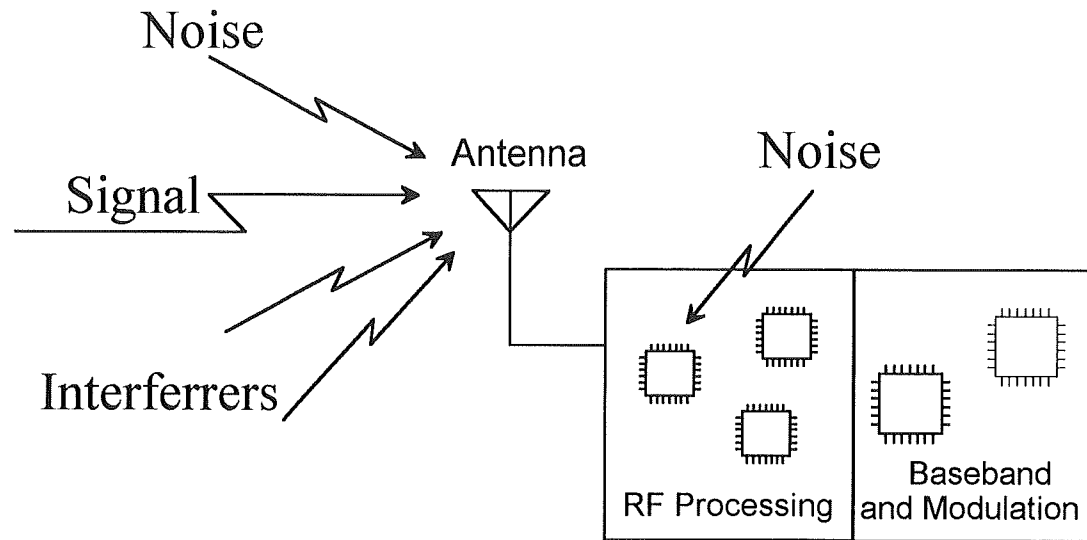 Noise
Antenna
Noise
Signal
Interferrers
RF Processing
Baseband
and Modulation